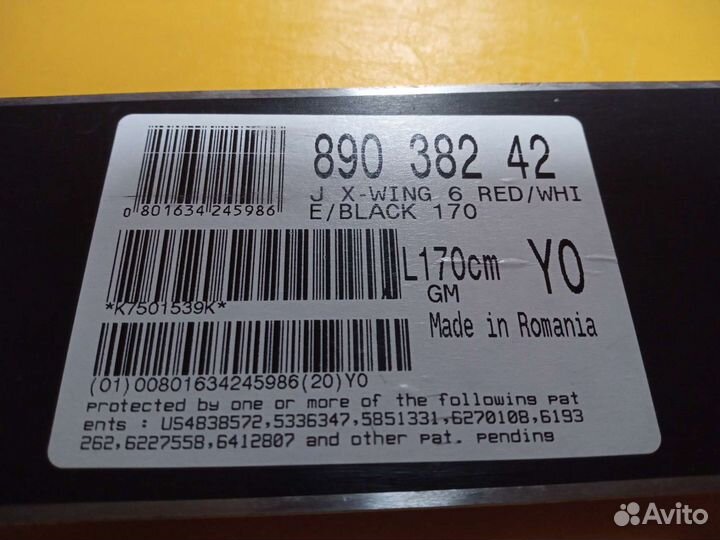 890 382 42
J X-WING 6 RED/WHI
E/BLACK 170
0 801634 245986
L170cm Y0
GM
*K7501539K*
Made in Romania
(01)00801634245986(20)Y0
Protected by one or more of the following pat
ents : US4838572,5336347,5851331,6270108,6193
262,6227558,6412807 and other pat. pending
Avito